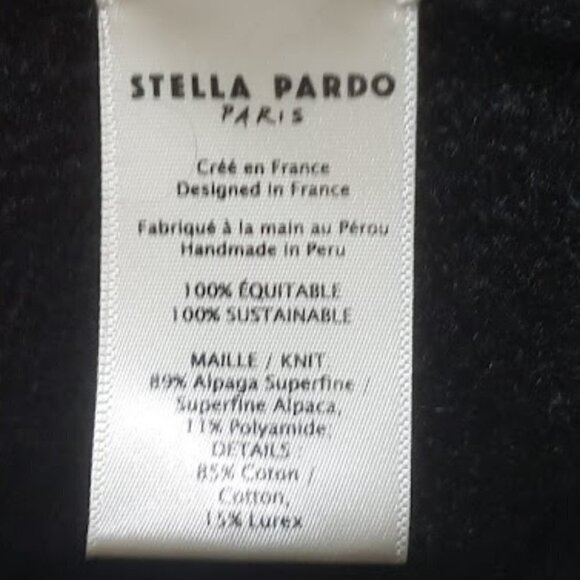 STELLA PARDO
PARIS
Créé en France
Designed in France
Fabriqué à la main au Pérou
Handmade in Peru
100% ÉQUITABLE
100% SUSTAINABLE
MAILLE / KNIT
89% Alpaga Superfine /
Superfine Alpaca,
11% Polyamide;
DETAILS :
85% Coton /
Cotton,
15% Lurex